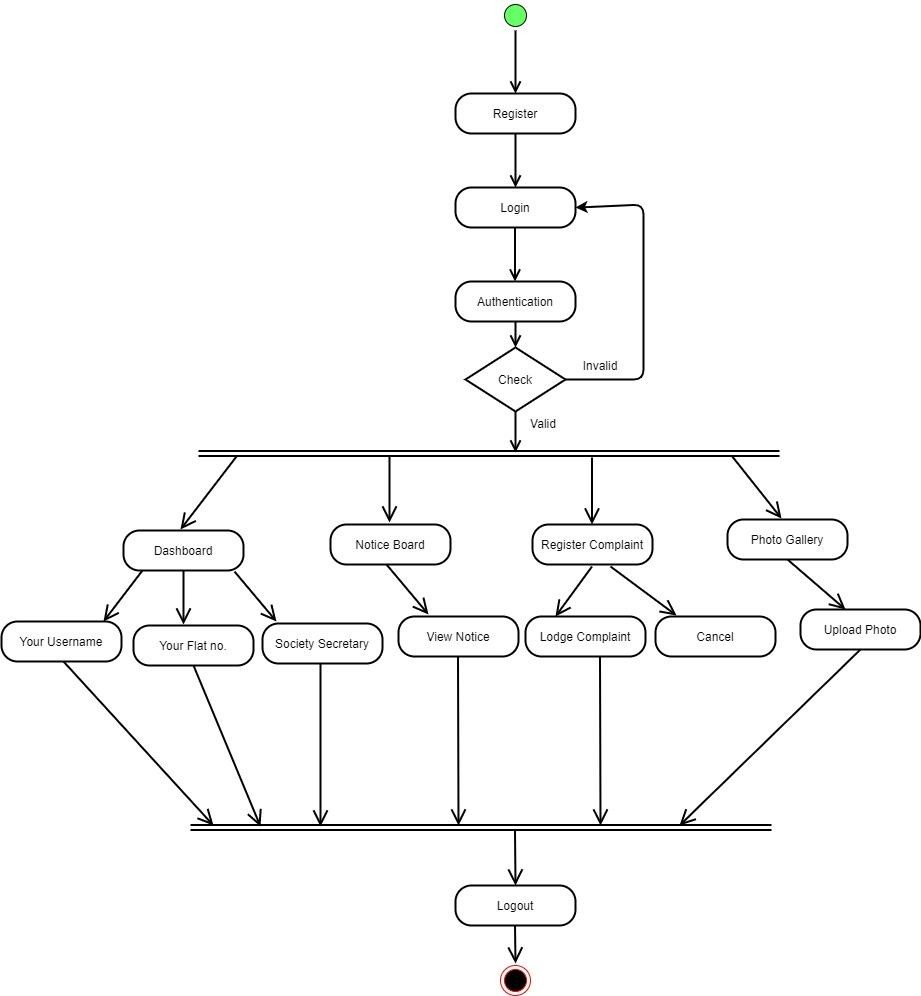 Register
Login
Authentication
Check
Invalid
Valid
Dashboard
Notice Board
Register Complaint
Photo Gallery
Your Username
Your Flat no.
Society Secretary
View Notice
Lodge Complaint
Cancel
Upload Photo
Logout